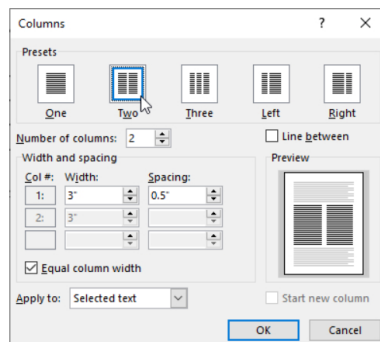 Columns ? ×
Presets
One Two Three Left Right
Number of columns: 2
Line between
Width and spacing
Preview
Col #: Width: Spacing:
1: 3" 0.5"
2: 3"
Equal column width
Apply to: Selected text
Start new column
OK Cancel